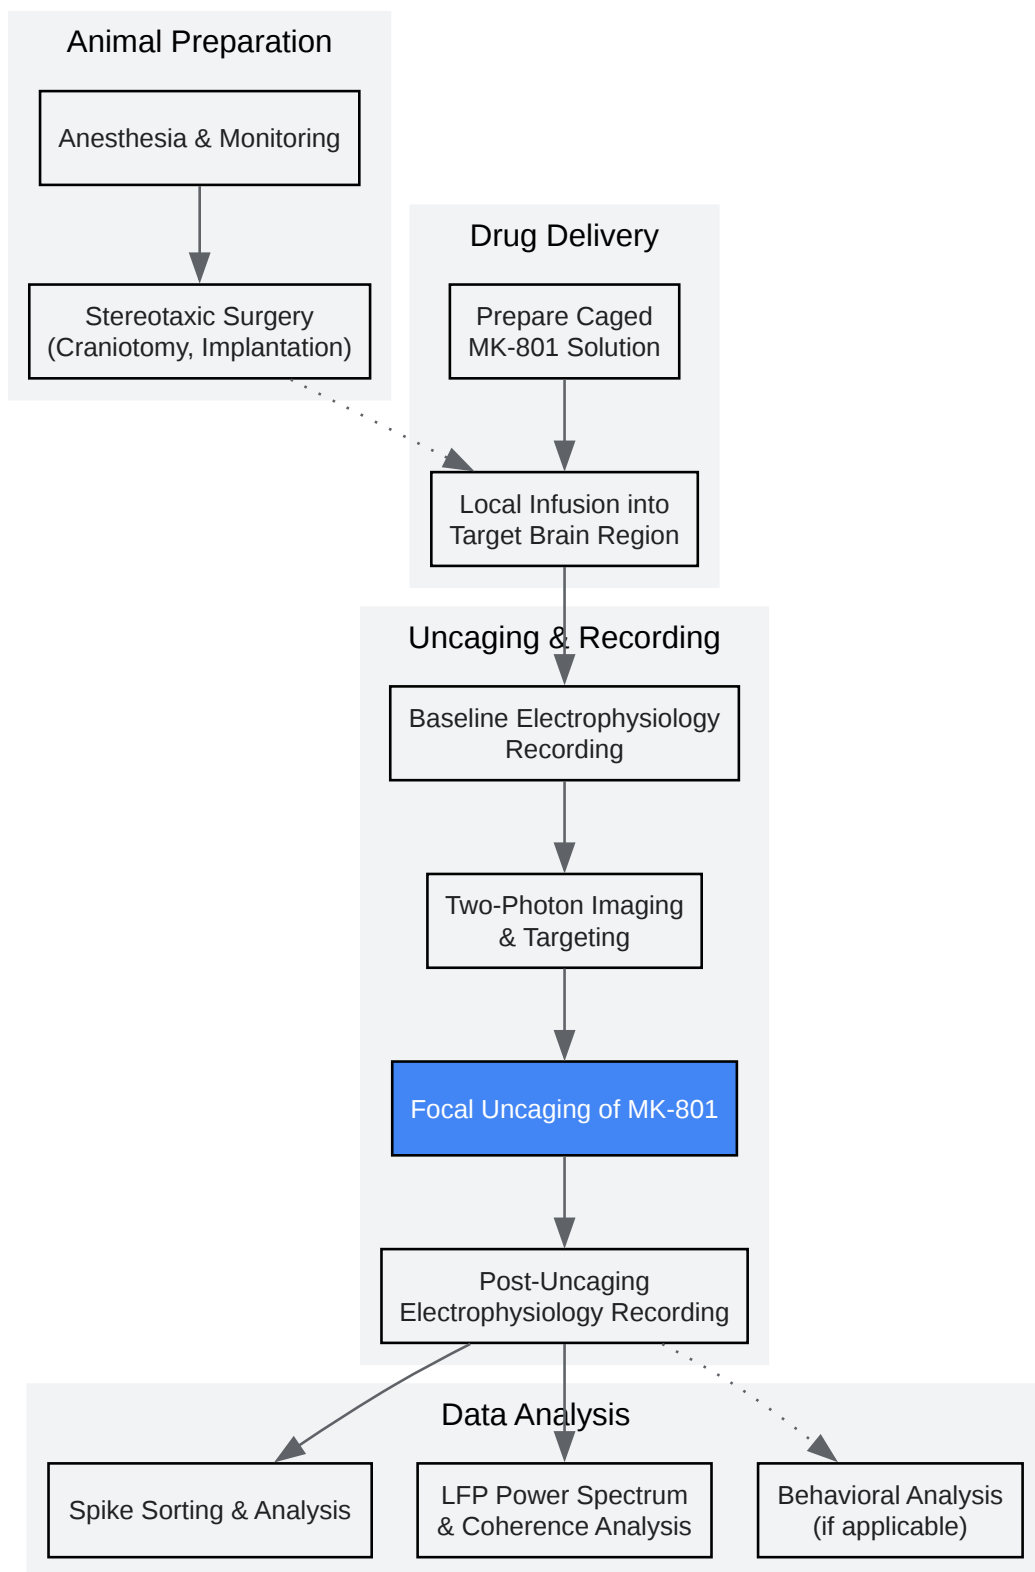 Animal Preparation
Anesthesia & Monitoring
Stereotaxic Surgery
(Craniotomy, Implantation)
Drug Delivery
Prepare Caged
MK-801 Solution
Local Infusion into
Target Brain Region
Uncaging & Recording
Baseline Electrophysiology
Recording
Two-Photon Imaging
& Targeting
Focal Uncaging of MK-801
Post-Uncaging
Electrophysiology Recording
Data Analysis
Spike Sorting & Analysis
LFP Power Spectrum
& Coherence Analysis
Behavioral Analysis
(if applicable)